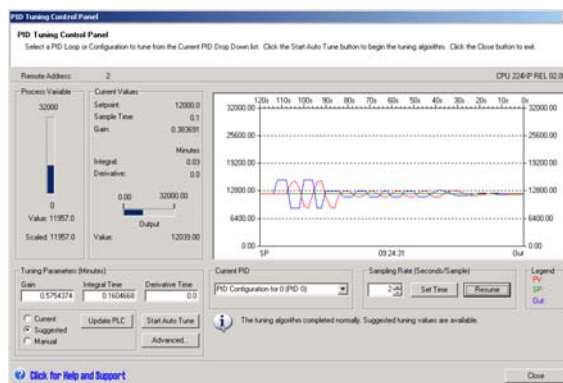 PID Tuning Control Panel
PID Tuning Control Panel
Select a PID Loop or Configuration to tune from the Current PID Drop Down list. Click the Start Auto Tune button to begin the tuning algorithm. Click the Close button to exit.
Remote Address: 2 CPU 224XP REL 02.0
Process Variable
32000
0
Value: 11957.0
Scaled: 11957.0
Current Values
Setpoint: 12000.0
Sample Time: 0.1
Gain: 0.383691
Minutes
Integral: 0.03
Derivative: 0.0
0.00 32000.00
Output
Value: 12039.00
120s 110s 100s 90s 80s 70s 60s 50s 40s 30s 20s 10s 0s
32000.00 32000.00
25600.00 25600.00
19200.00 19200.00
12800.00 12800.00
6400.00 6400.00
0.00 0.00
SP 09:24:31 Out
Tuning Parameters (Minutes)
Gain Integral Time Derivative Time
0.5754374 0.1604668 0.0
Current
Suggested
Manual
Update PLC
Start Auto Tune
Advanced...
Current PID
PID Configuration for 0 (PID 0)
Sampling Rate (Seconds/Sample)
2 Set Time Resume
Legend
PV:
SP:
Out:
The tuning algorithm completed normally. Suggested tuning values are available.
Click for Help and Support
Close